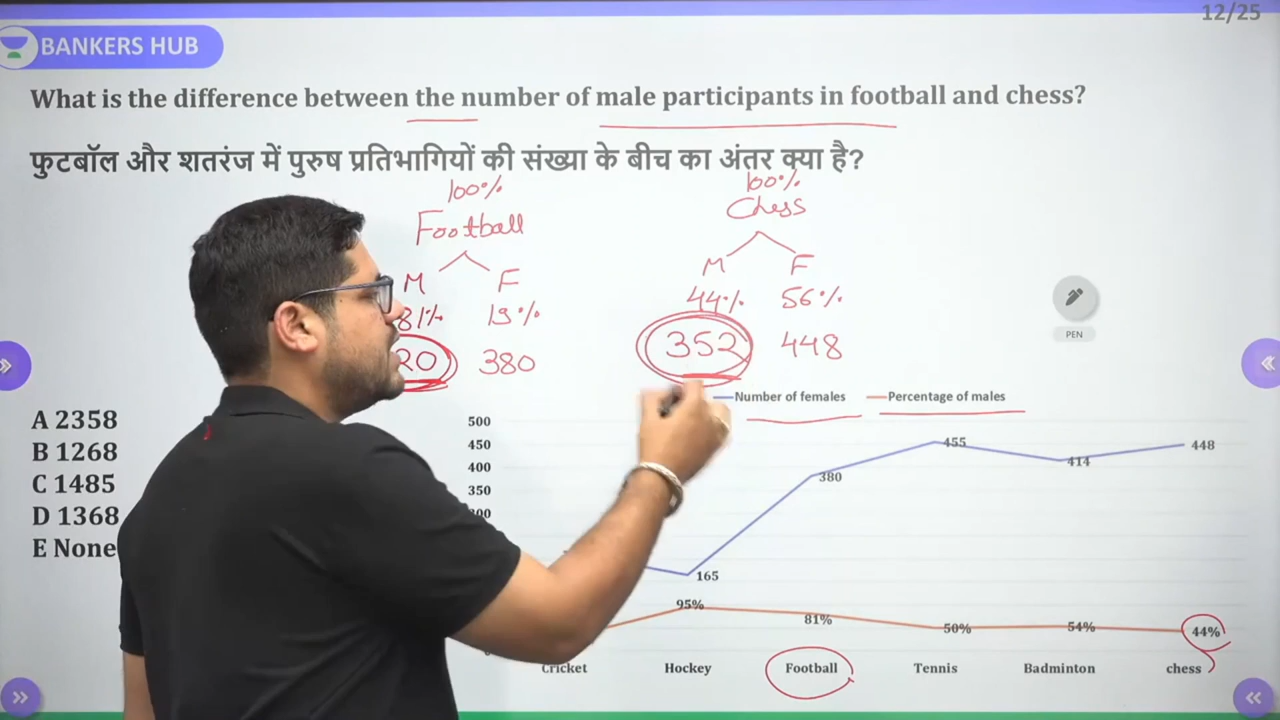 12/25
BANKERS HUB
What is the difference between the number of male participants in football and chess?
फुटबॉल और शतरंज में पुरुष प्रतिभागियों की संख्या के बीच का अंतर क्या है?
100% 100%
Football Chess
M F M F
81% 19% 44% 56%
20 380 352 448
PEN
Number of females Percentage of males
A 2358
B 1268
C 1485
D 1368
E None
500
450
400
350
455 414 448
380
165
95% 81% 50% 54% 44%
Cricket Hockey Football Tennis Badminton chess